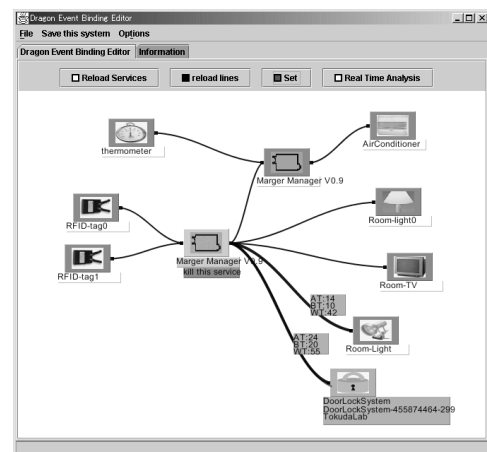 Dragon Event Binding Editor
File Save this system Options
Dragon Event Binding Editor Information
Reload Services reload lines Set Real Time Analysis
thermometer
AirConditioner
Marger Manager V0.9
RFID-tag0
Room-light0
RFID-tag1
Marger Manager V0.9
kill this service
Room-TV
AT:14
BT:10
WT:42
AT:24
BT:20
WT:55
Room-Light
DoorLockSystem
DoorLockSystem-455874464-299
TokudaLab